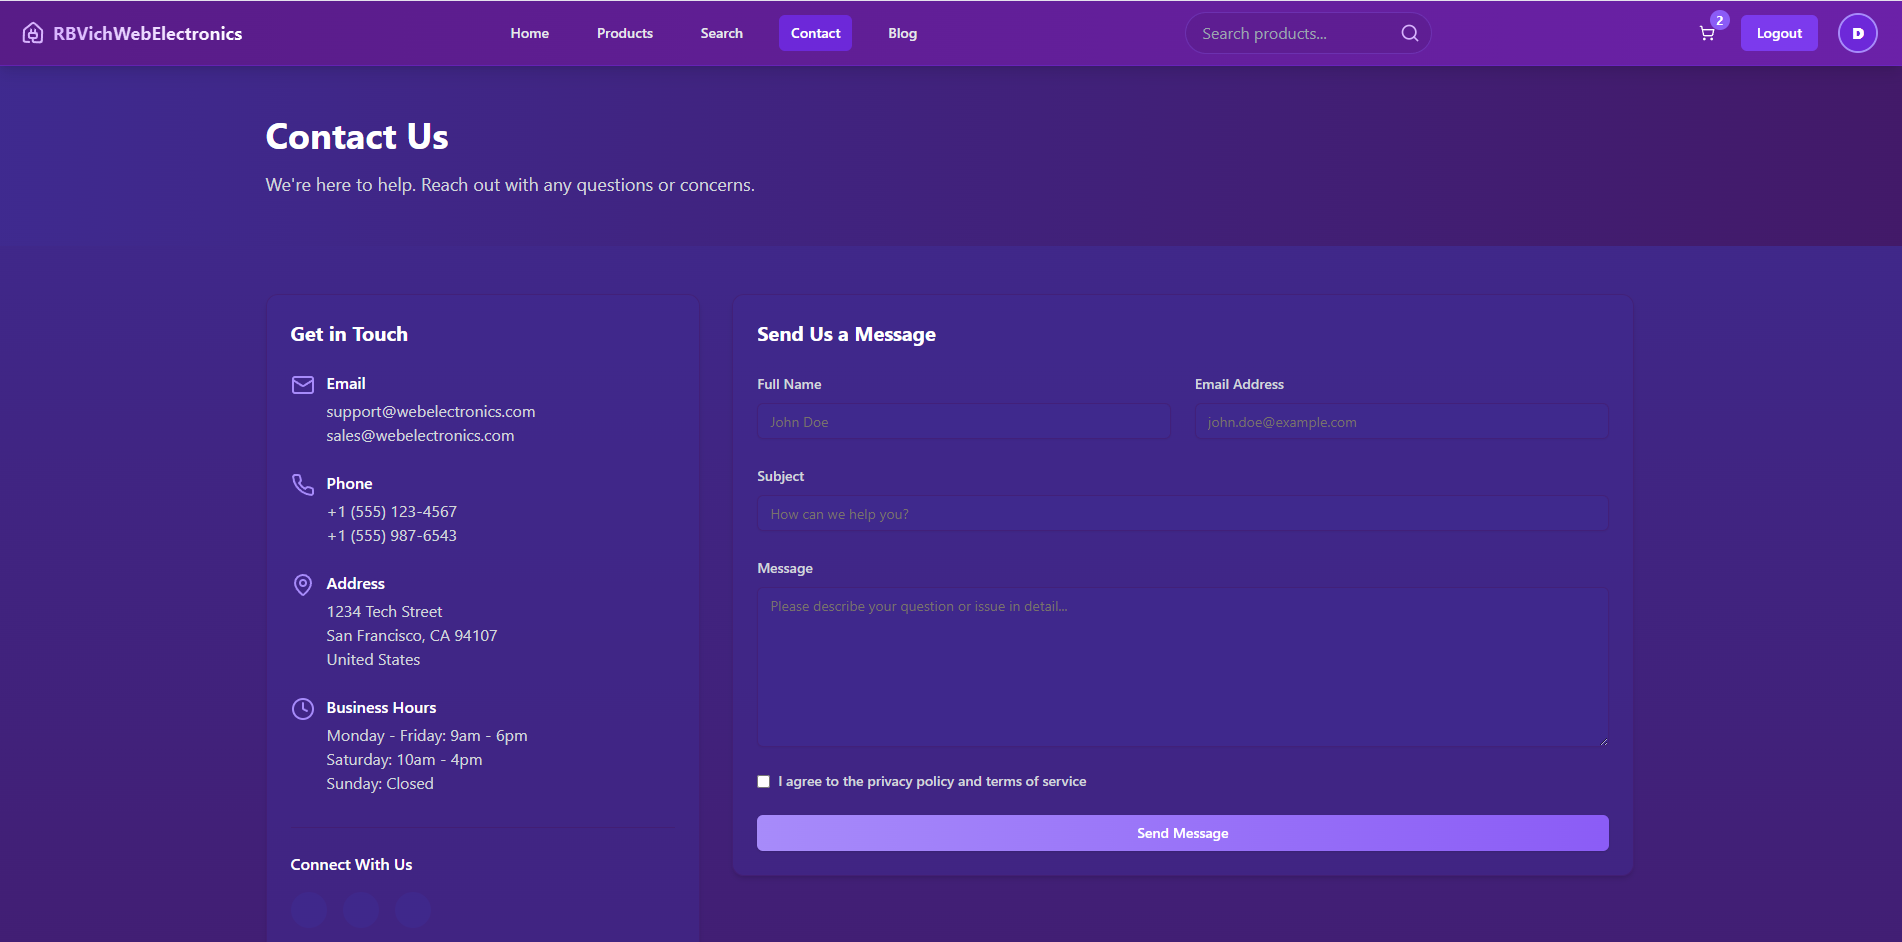 RBVichWebElectronics
Home
Products
Search
Contact
Blog
Search products...
2
Logout
D
Contact Us
We're here to help. Reach out with any questions or concerns.
Get in Touch
Email
support@webelectronics.com
sales@webelectronics.com
Phone
+1 (555) 123-4567
+1 (555) 987-6543
Address
1234 Tech Street
San Francisco, CA 94107
United States
Business Hours
Monday - Friday: 9am - 6pm
Saturday: 10am - 4pm
Sunday: Closed
Connect With Us
Send Us a Message
Full Name
John Doe
Email Address
john.doe@example.com
Subject
How can we help you?
Message
Please describe your question or issue in detail...
I agree to the privacy policy and terms of service
Send Message